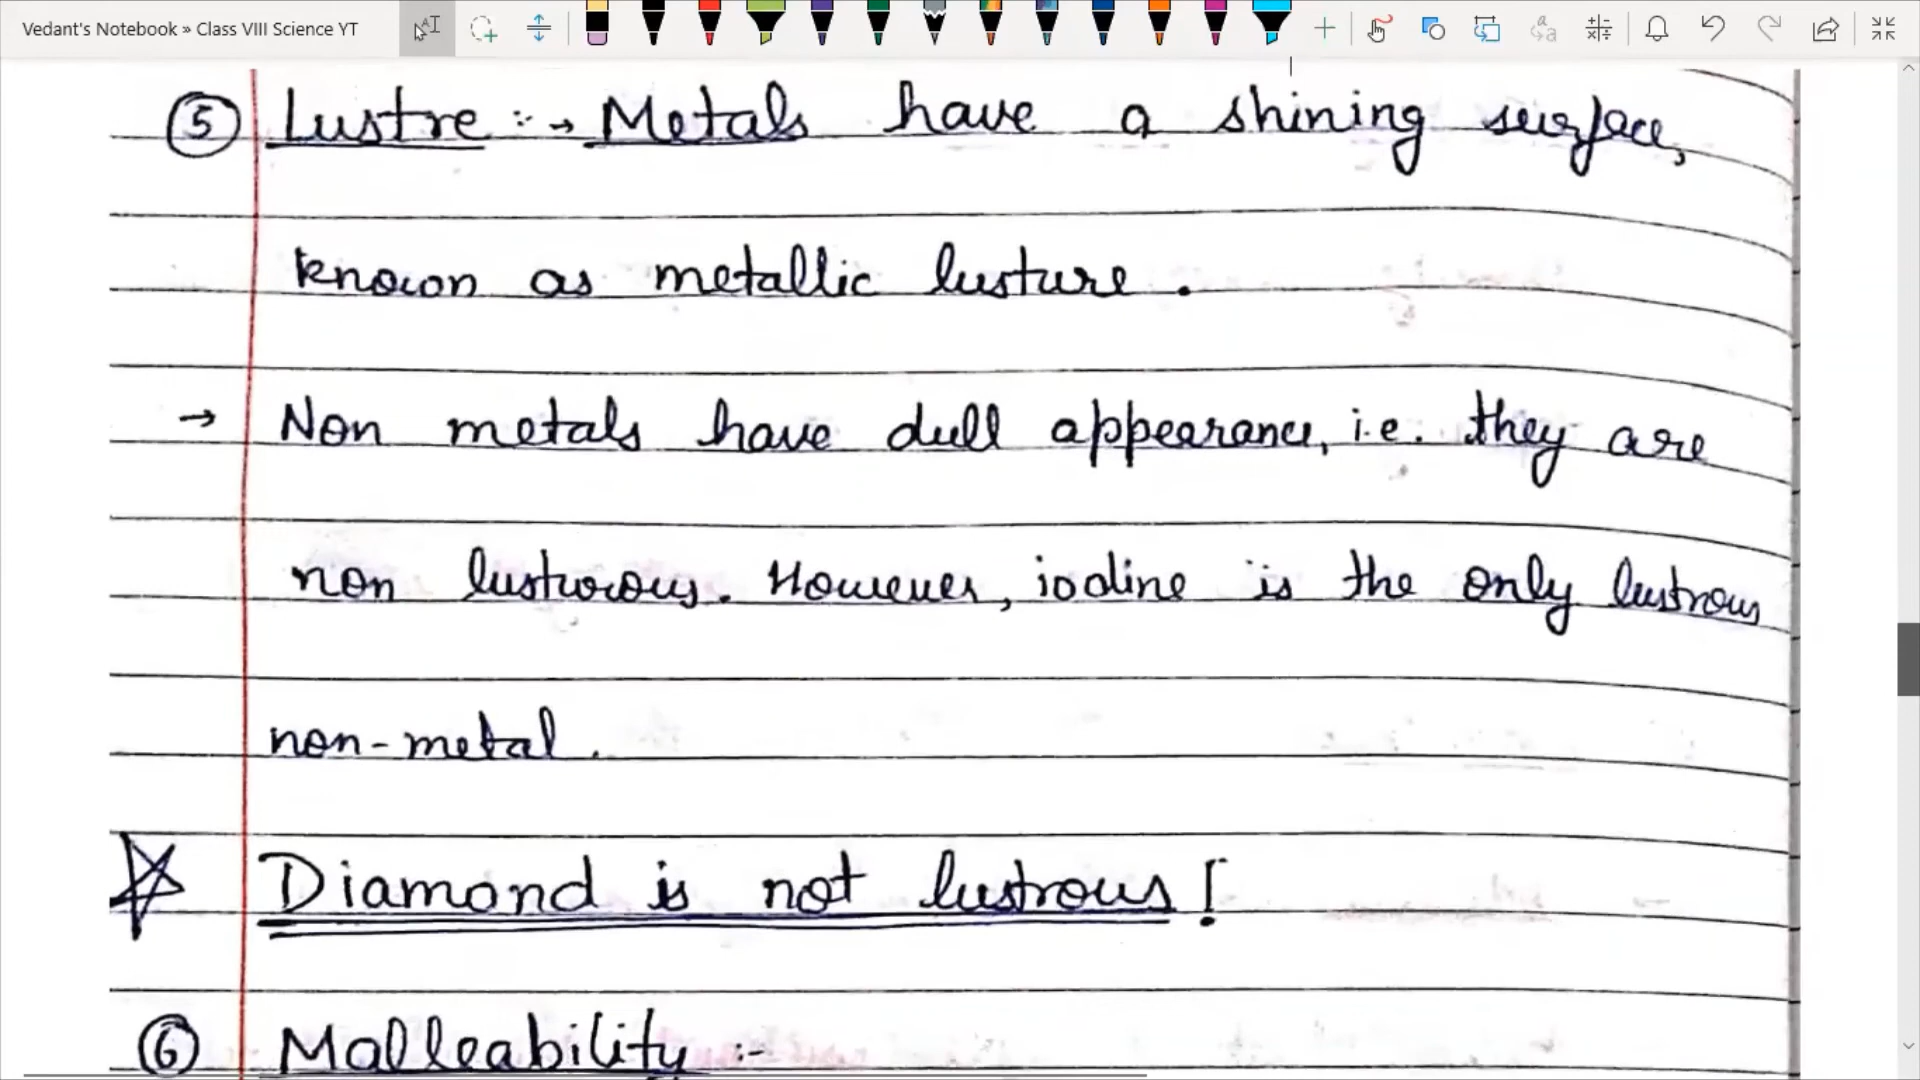 Vedant's Notebook » Class VIII Science YT
⑤ Lustre :→ Metals have a shining surface,
known as metallic lusture.
→ Non metals have dull appearance, i.e. they are
non lusturous. However, iodine is the only lustrous
non-metal.
☆ Diamond is not lustrous!
⑥ Malleability :-